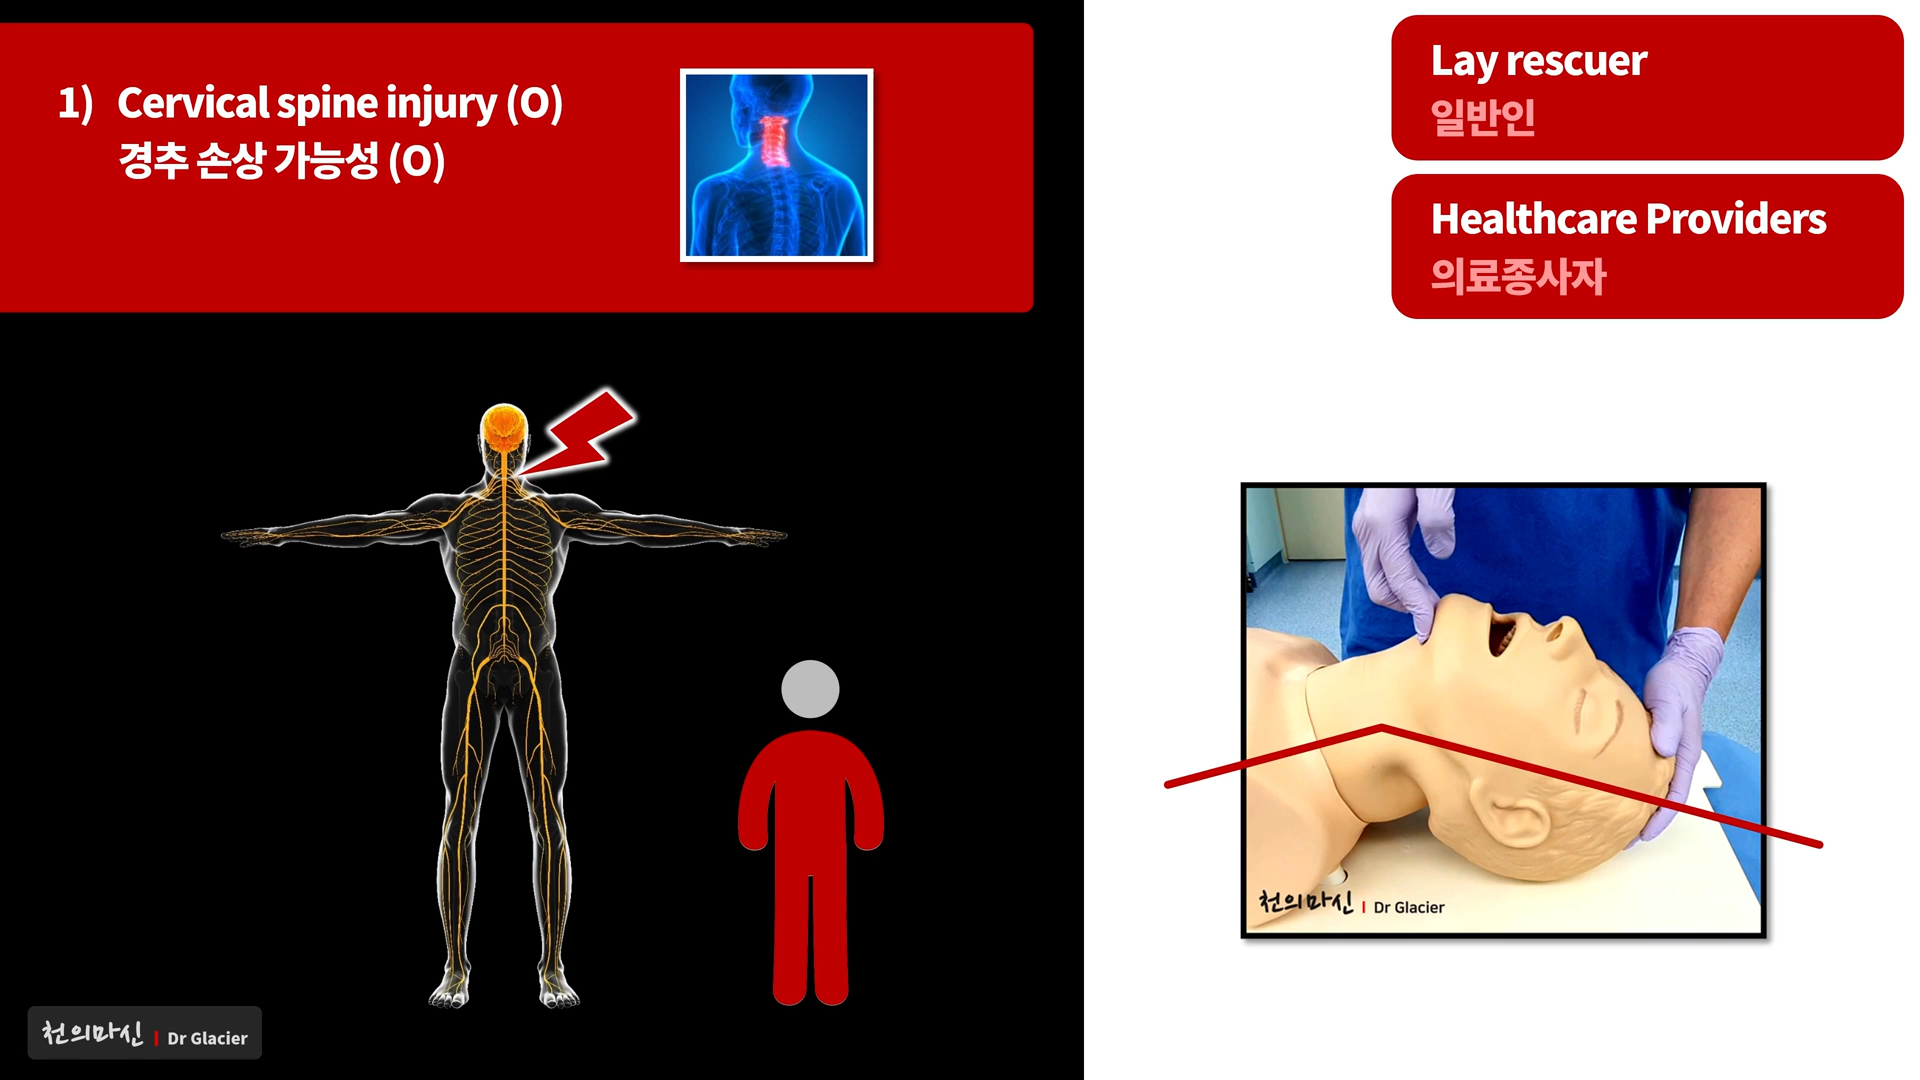 1) Cervical spine injury (O)
경추 손상 가능성 (O)
Lay rescuer
일반인
Healthcare Providers
의료종사자
천의마신 | Dr Glacier
천의마신 | Dr Glacier